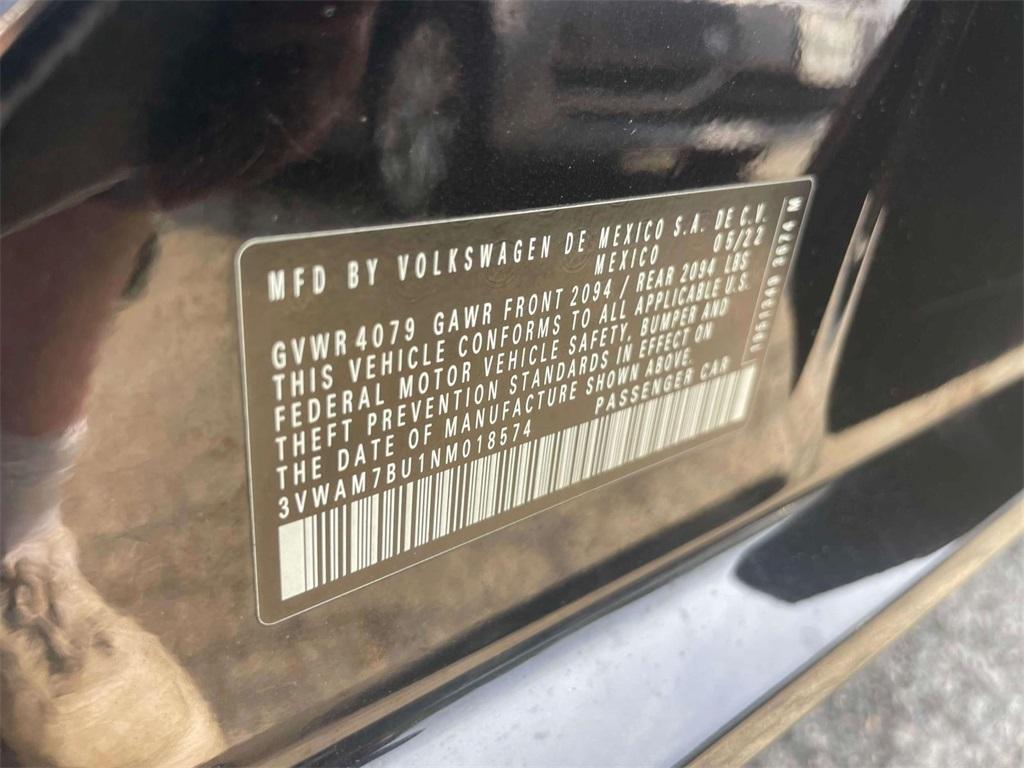 MFD BY VOLKSWAGEN DE MEXICO S.A. DE C.V.
MEXICO 05/22
GVWR 4079 GAWR FRONT 2094 / REAR 2094 LBS
THIS VEHICLE CONFORMS TO ALL APPLICABLE U.S.
FEDERAL MOTOR VEHICLE SAFETY, BUMPER AND
THEFT PREVENTION STANDARDS IN EFFECT ON
THE DATE OF MANUFACTURE SHOWN ABOVE.
3VWAM7BU1NM018574 PASSENGER CAR